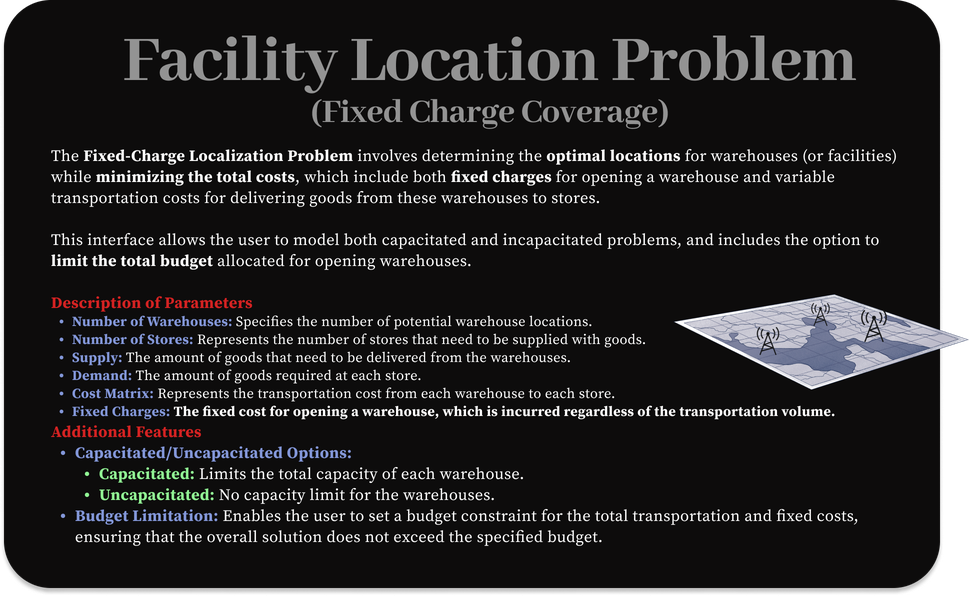 Facility Location Problem
(Fixed Charge Coverage)
The Fixed-Charge Localization Problem involves determining the optimal locations for warehouses (or facilities)
while minimizing the total costs, which include both fixed charges for opening a warehouse and variable
transportation costs for delivering goods from these warehouses to stores.
This interface allows the user to model both capacitated and incapacitated problems, and includes the option to
limit the total budget allocated for opening warehouses.
Description of Parameters
• Number of Warehouses: Specifies the number of potential warehouse locations.
• Number of Stores: Represents the number of stores that need to be supplied with goods.
• Supply: The amount of goods that need to be delivered from the warehouses.
• Demand: The amount of goods required at each store.
• Cost Matrix: Represents the transportation cost from each warehouse to each store.
• Fixed Charges: The fixed cost for opening a warehouse, which is incurred regardless of the transportation volume.
Additional Features
• Capacitated/Uncapacitated Options:
• Capacitated: Limits the total capacity of each warehouse.
• Uncapacitated: No capacity limit for the warehouses.
• Budget Limitation: Enables the user to set a budget constraint for the total transportation and fixed costs,
ensuring that the overall solution does not exceed the specified budget.